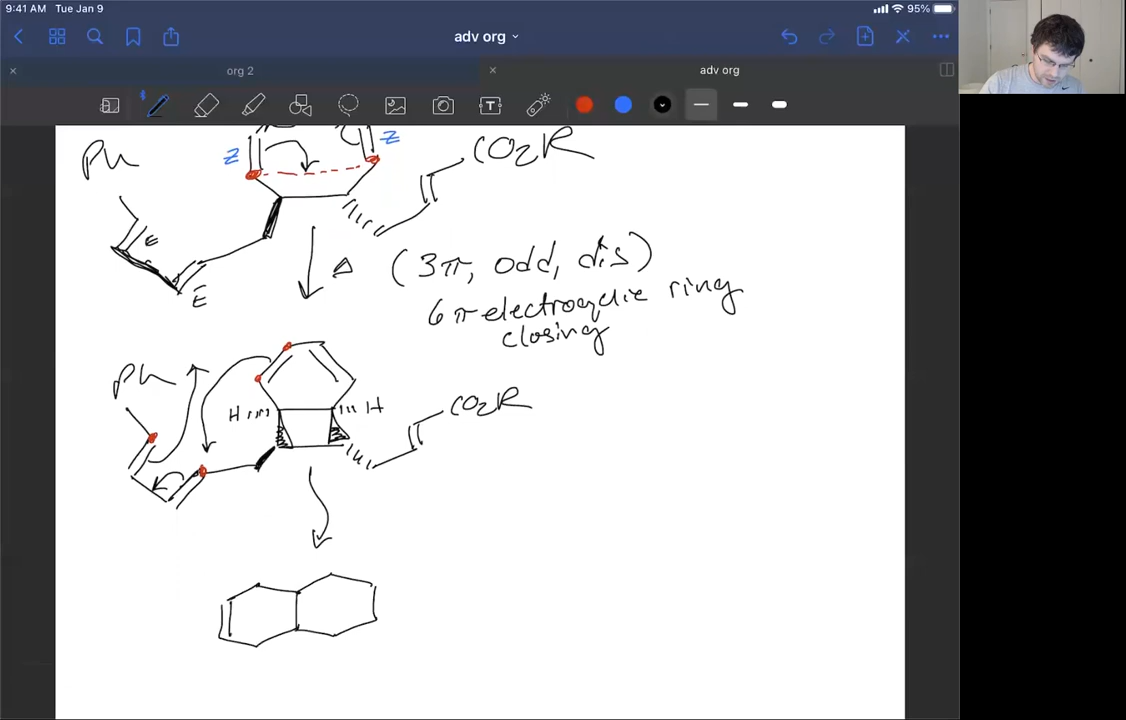 9:41 AM Tue Jan 9
95%
adv org
org 2
adv org
T
Z
Z
Ph
CO2R
E
E
Δ
(3π, odd, dis)
6π electrocyclic ring
closing
Ph
H
H
CO2R